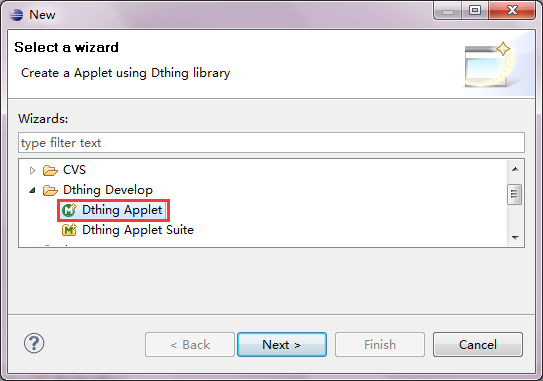 New
Select a wizard
Create a Applet using Dthing library
Wizards:
type filter text
CVS
Dthing Develop
Dthing Applet
Dthing Applet Suite
< Back
Next >
Finish
Cancel